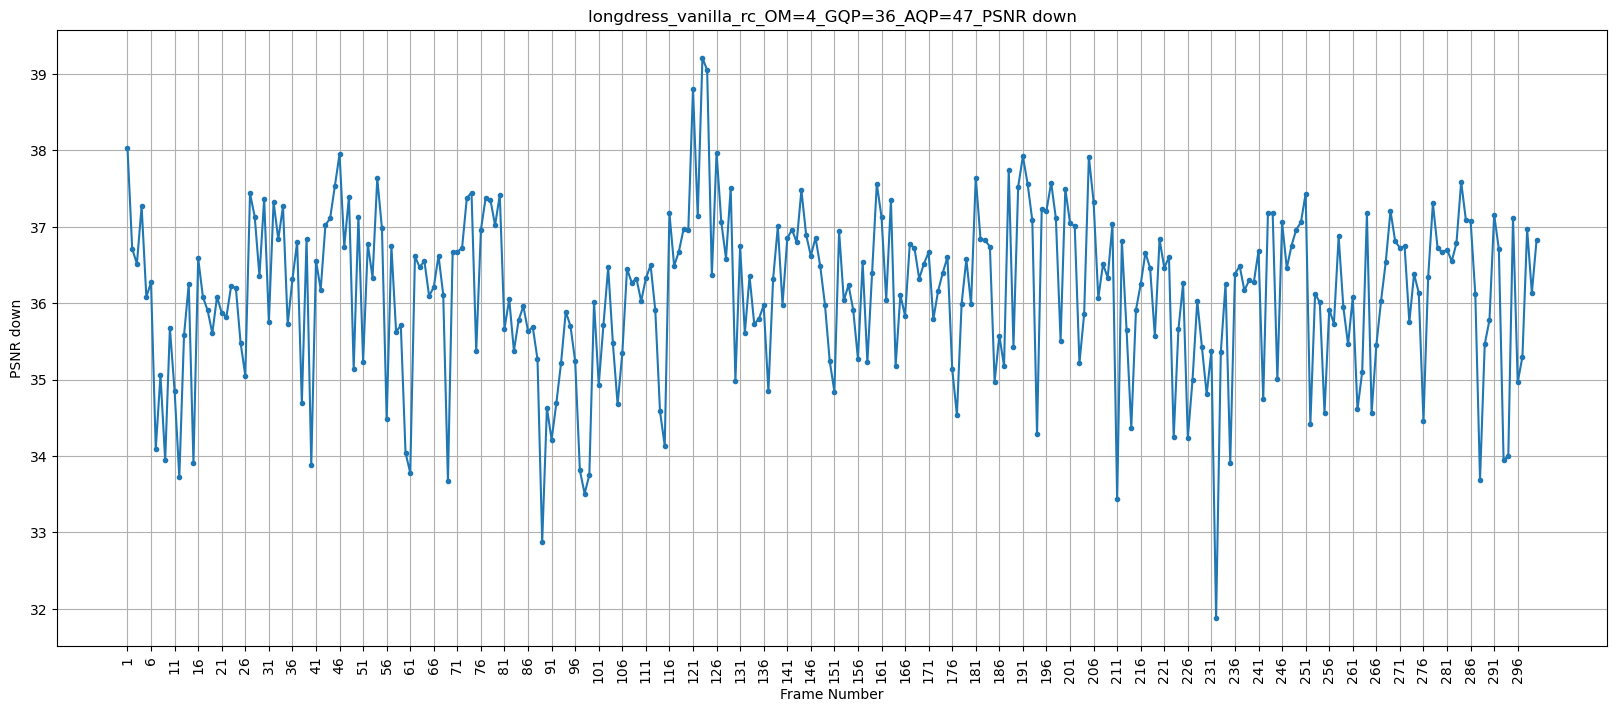 longdress_vanilla_rc_OM=4_GQP=36_AQP=47_PSNR down
39
38
37
36
35
34
33
32
PSNR down
1 6 11 16 21 26 31 36 41 46 51 56 61 66 71 76 81 86 91 96 101 106 111 116 121 126 131 136 141 146 151 156 161 166 171 176 181 186 191 196 201 206 211 216 221 226 231 236 241 246 251 256 261 266 271 276 281 286 291 296
Frame Number